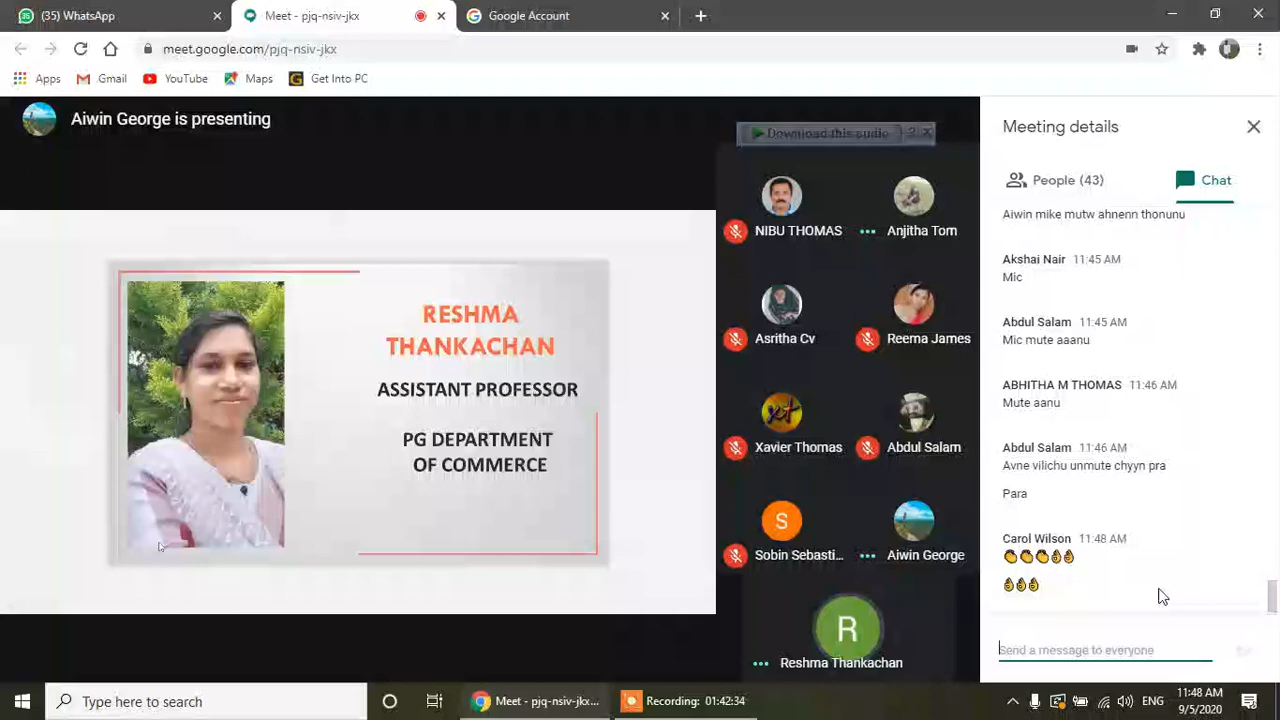 (35) WhatsApp
Meet - pjq-nsiv-jkx
Google Account
meet.google.com/pjq-nsiv-jkx
Apps
Gmail
YouTube
Maps
Get Into PC
Aiwin George is presenting
Download this audio
?
Meeting details
People (43)
Chat
Aiwin mike mutw ahnenn thonunu
Akshai Nair 11:45 AM
Mic
Abdul Salam 11:45 AM
Mic mute aaanu
ABHITHA M THOMAS 11:46 AM
Mute aanu
Abdul Salam 11:46 AM
Avne vilichu unmute chyyn pra
Para
Carol Wilson 11:48 AM
👏👏👏👌👌
👌👌👌
Send a message to everyone
RESHMA
THANKACHAN
ASSISTANT PROFESSOR
PG DEPARTMENT
OF COMMERCE
NIBU THOMAS
Anjitha Tom
Asritha Cv
Reema James
Xavier Thomas
Abdul Salam
S
Sobin Sebasti...
Aiwin George
R
Reshma Thankachan
Type here to search
Meet - pjq-nsiv-jk...
Recording: 01:42:34
ENG
11:48 AM
9/5/2020